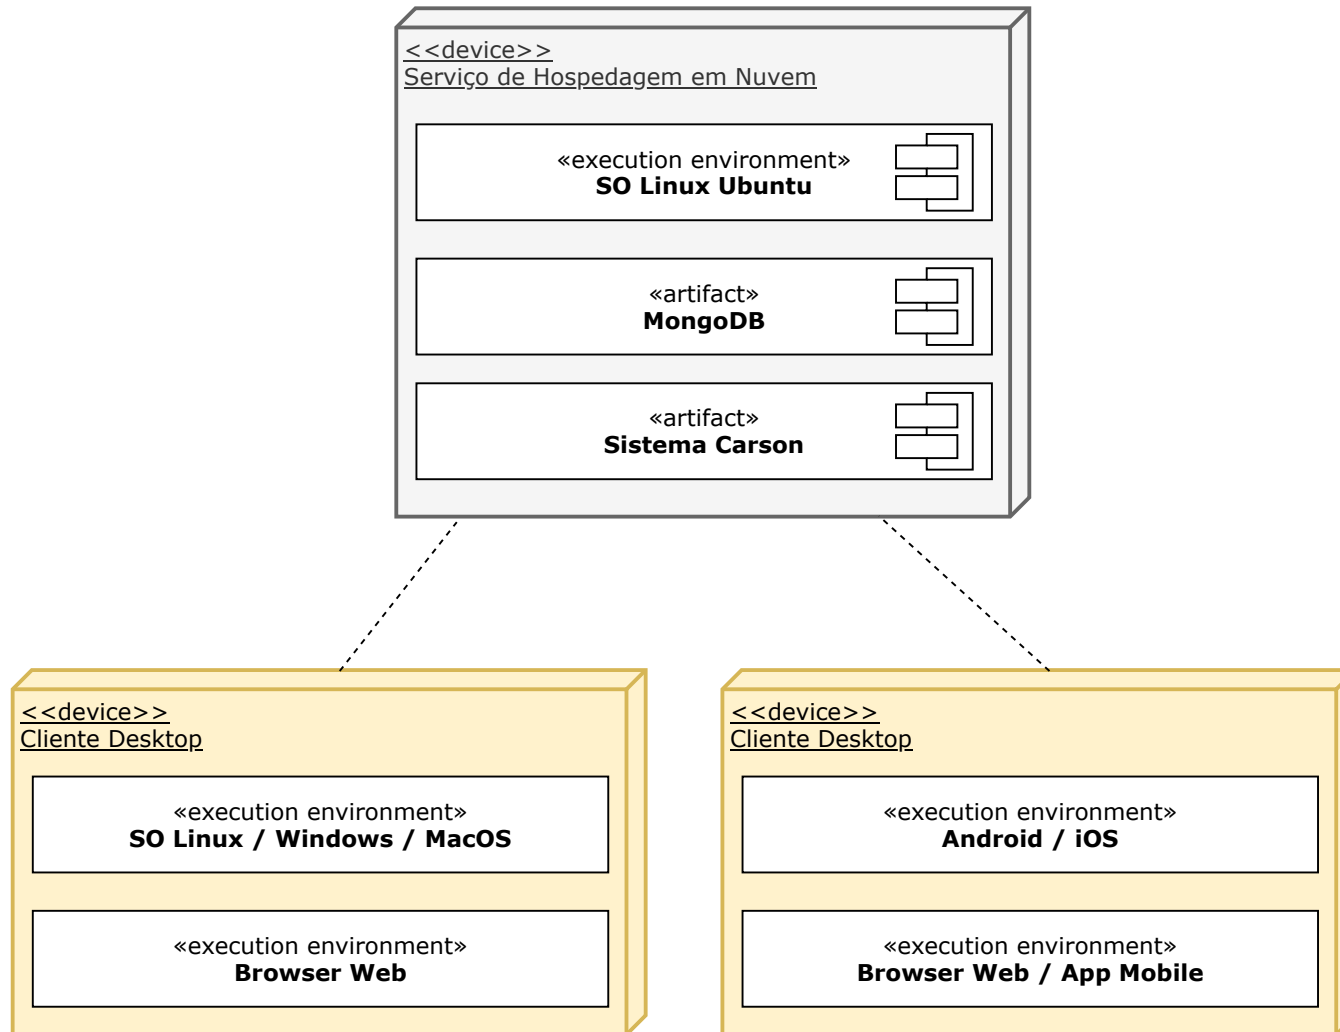 <<device>>
Serviço de Hospedagem em Nuvem
«execution environment»
SO Linux Ubuntu
«artifact»
MongoDB
«artifact»
Sistema Carson
<<device>>
Cliente Desktop
«execution environment»
SO Linux / Windows / MacOS
«execution environment»
Browser Web
<<device>>
Cliente Desktop
«execution environment»
Android / iOS
«execution environment»
Browser Web / App Mobile